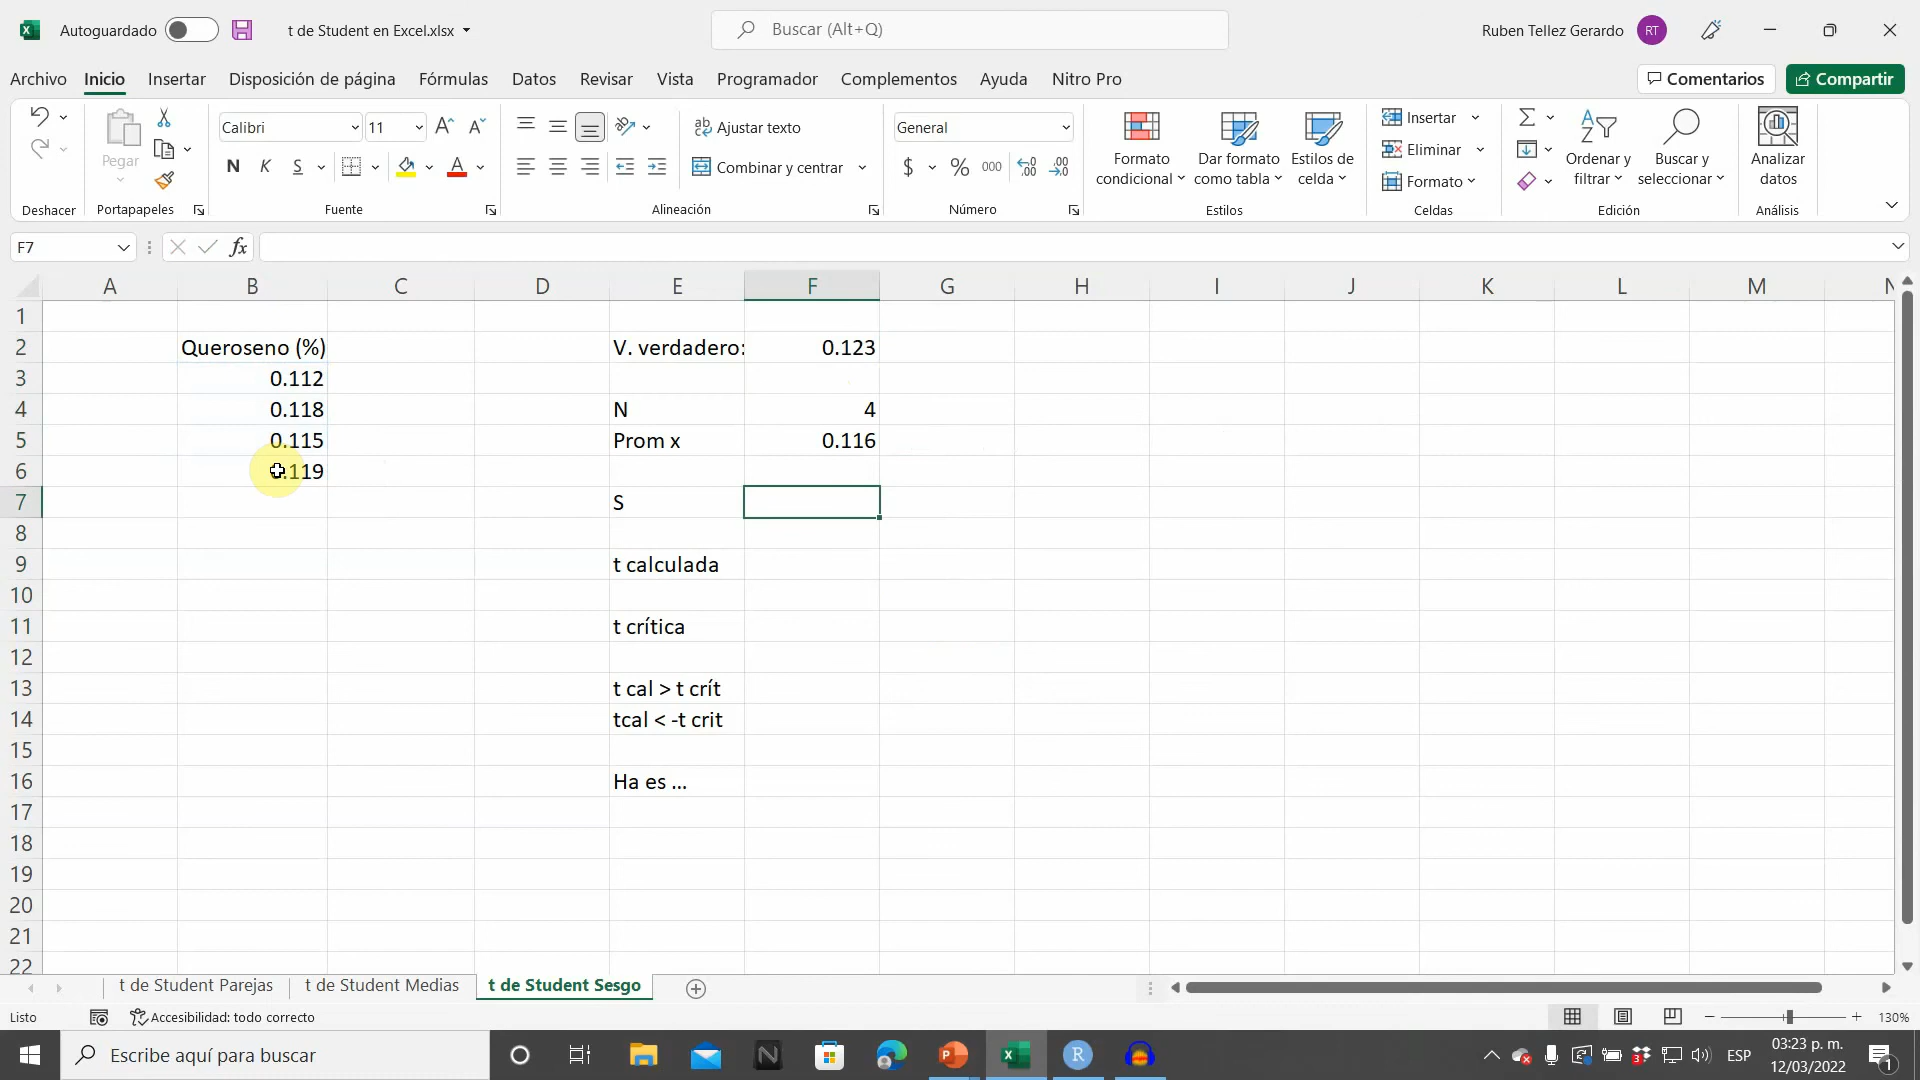 Autoguardado
t de Student en Excel.xlsx
Buscar (Alt+Q)
Ruben Tellez Gerardo
RT
Archivo
Inicio
Insertar
Disposición de página
Fórmulas
Datos
Revisar
Vista
Programador
Complementos
Ayuda
Nitro Pro
Comentarios
Compartir
Deshacer
Pegar
Portapapeles
Calibri
11
N K S
Fuente
Ajustar texto
Combinar y centrar
Alineación
General
$ % 000
Número
Formato condicional
Dar formato como tabla
Estilos de celda
Estilos
Insertar
Eliminar
Formato
Celdas
Ordenar y filtrar
Buscar y seleccionar
Edición
Analizar datos
Análisis
F7
fx
A B C D E F G H I J K L M N
1
2 Queroseno (%) V. verdadero: 0.123
3 0.112
4 0.118 N 4
5 0.115 Prom x 0.116
6 0.119
7 S
8
9 t calculada
10
11 t crítica
12
13 t cal > t crít
14 tcal < -t crit
15
16 Ha es ...
17
18
19
20
21
22
t de Student Parejas
t de Student Medias
t de Student Sesgo
Listo
Accesibilidad: todo correcto
130%
Escribe aquí para buscar
ESP
03:23 p. m.
12/03/2022
1